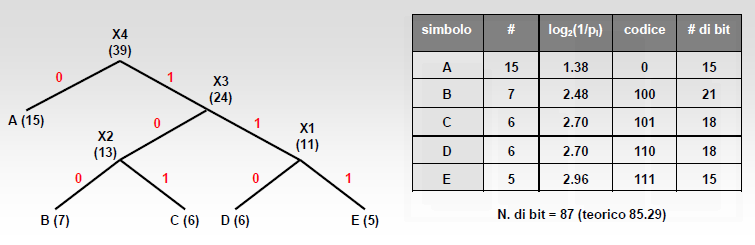 X4
(39)
0
1
X3
(24)
A (15)
0
1
X2
(13)
X1
(11)
0
1
0
1
B (7)
C (6)
D (6)
E (5)
simbolo # log₂(1/pᵢ) codice # di bit
A 15 1.38 0 15
B 7 2.48 100 21
C 6 2.70 101 18
D 6 2.70 110 18
E 5 2.96 111 15
N. di bit = 87 (teorico 85.29)